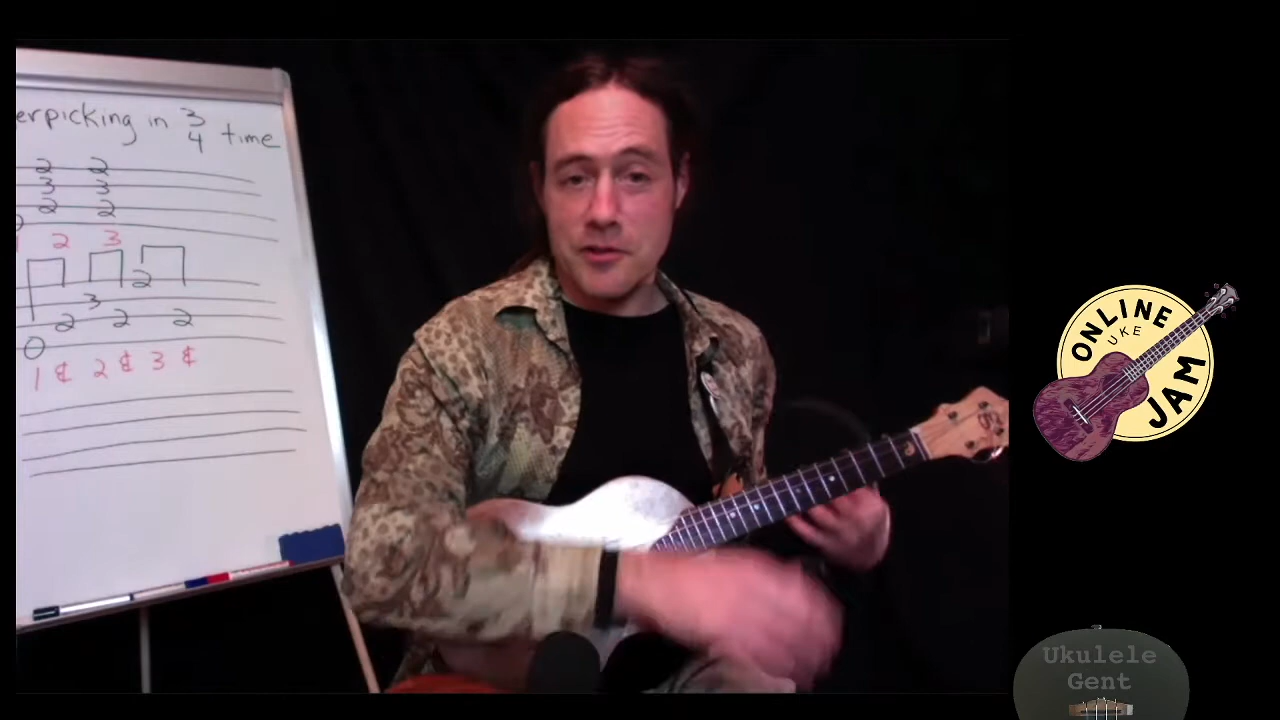 erpicking in 3/4 time
2 2
3 3
2 2
2 3
2
3
2 2 2
0
1 & 2 & 3 &
ONLINE
UKE
JAM
Ukulele
Gent